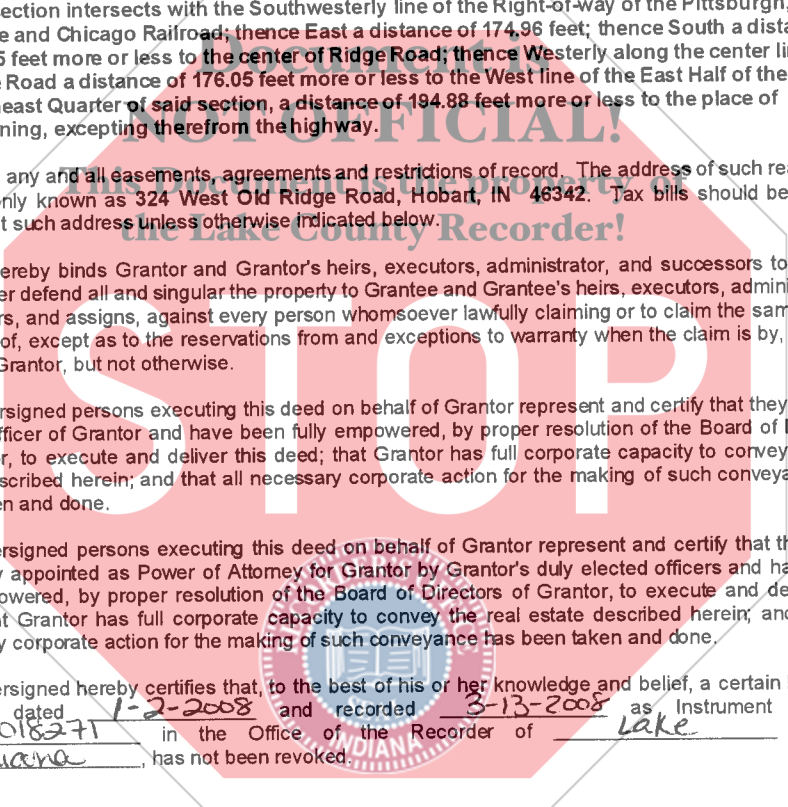 section intersects with the Southwesterly line of the Right-of-way of the Pittsburgh,
e and Chicago Railroad; thence East a distance of 174.96 feet; thence South a dista
5 feet more or less to the center of Ridge Road; thence Westerly along the center li
e Road a distance of 176.05 feet more or less to the West line of the East Half of the
east Quarter of said section, a distance of 194.88 feet more or less to the place of
ning, excepting therefrom the highway.
Document is
NOT OFFICIAL!
This Document is the property of
the Lake County Recorder!
any and all easements, agreements and restrictions of record. The address of such rea
only known as 324 West Old Ridge Road, Hobart, IN 46342. Tax bills should be
t such address unless otherwise indicated below.
ereby binds Grantor and Grantor's heirs, executors, administrator, and successors to
er defend all and singular the property to Grantee and Grantee's heirs, executors, admini
rs, and assigns, against every person whomsoever lawfully claiming or to claim the sam
of, except as to the reservations from and exceptions to warranty when the claim is by,
Grantor, but not otherwise.
STOP
rsigned persons executing this deed on behalf of Grantor represent and certify that they
fficer of Grantor and have been fully empowered, by proper resolution of the Board of
r, to execute and deliver this deed; that Grantor has full corporate capacity to convey
scribed herein; and that all necessary corporate action for the making of such conveya
en and done.
ersigned persons executing this deed on behalf of Grantor represent and certify that th
y appointed as Power of Attorney for Grantor by Grantor's duly elected officers and ha
owered, by proper resolution of the Board of Directors of Grantor, to execute and de
t Grantor has full corporate capacity to convey the real estate described herein; and
y corporate action for the making of such conveyance has been taken and done.
ersigned hereby certifies that, to the best of his or her knowledge and belief, a certain
dated 1-2-2008 and recorded 3-13-2008 as Instrument
018271 in the Office of the Recorder of Lake
iana, has not been revoked.
INDIANA